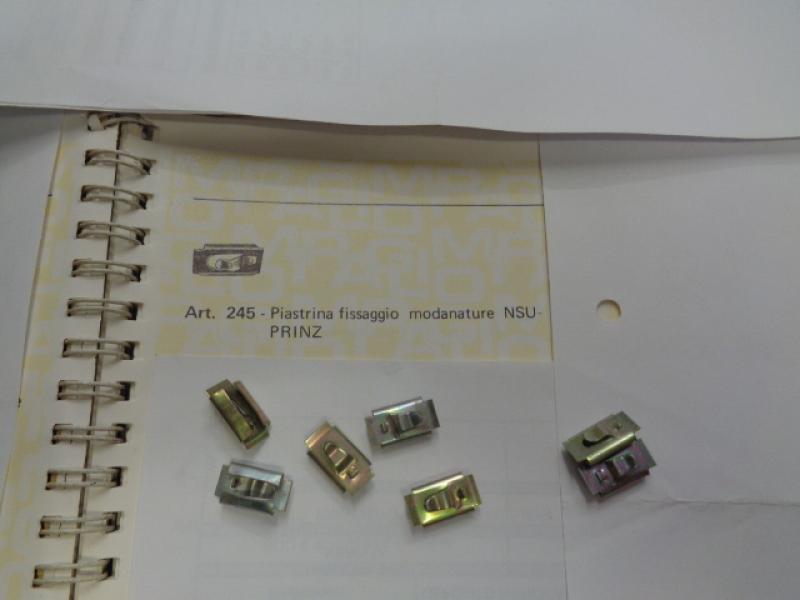 Art. 245 - Piastrina fissaggio modanature NSU-
PRINZ